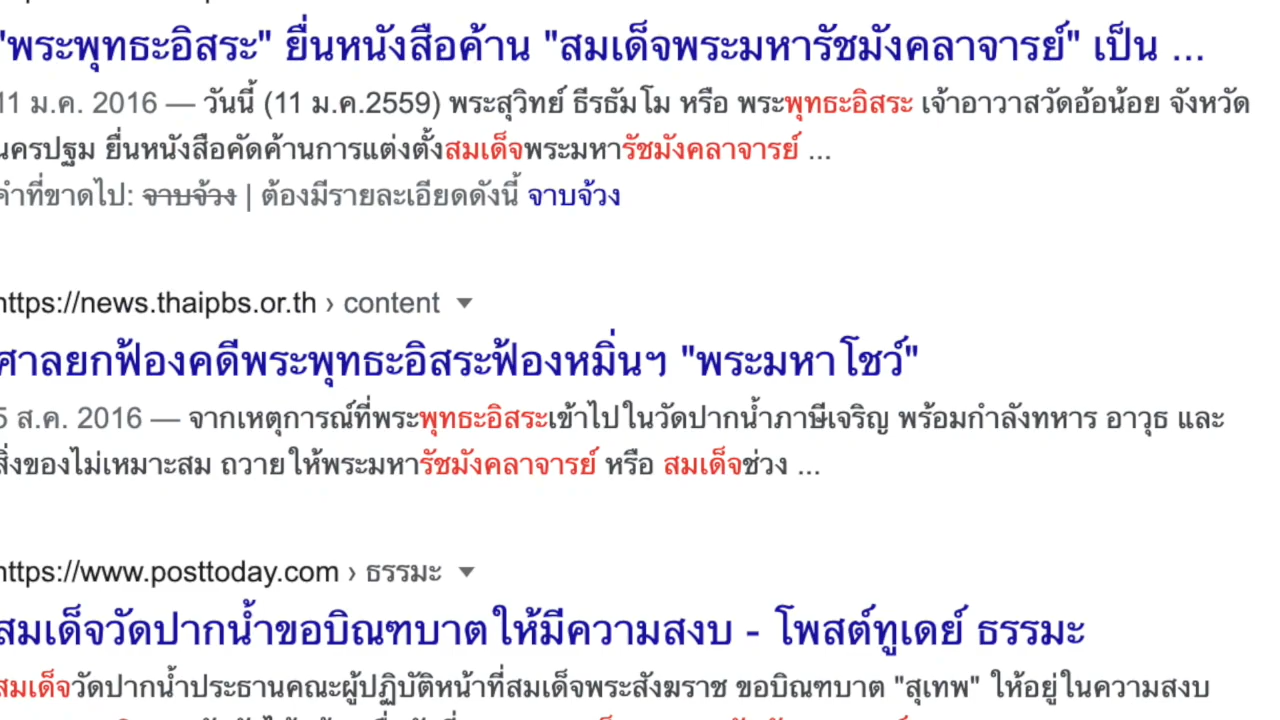 "พระพุทธะอิสระ" ยื่นหนังสือค้าน "สมเด็จพระมหารัชมังคลาจารย์" เป็น ...
11 ม.ค. 2016 — วันนี้ (11 ม.ค.2559) พระสุวิทย์ ธีรธัมโม หรือ พระพุทธะอิสระ เจ้าอาวาสวัดอ้อน้อย จังหวัด
นครปฐม ยื่นหนังสือคัดค้านการแต่งตั้งสมเด็จพระมหารัชมังคลาจารย์ ...
คำที่ขาดไป: จาบจ้วง | ต้องมีรายละเอียดดังนี้ จาบจ้วง
https://news.thaipbs.or.th › content
ศาลยกฟ้องคดีพระพุทธะอิสระฟ้องหมิ่นฯ "พระมหาโชว์"
5 ส.ค. 2016 — จากเหตุการณ์ที่พระพุทธะอิสระเข้าไปในวัดปากน้ำภาษีเจริญ พร้อมกำลังทหาร อาวุธ และ
สิ่งของไม่เหมาะสม ถวายให้พระมหารัชมังคลาจารย์ หรือ สมเด็จช่วง ...
https://www.posttoday.com › ธรรมะ
สมเด็จวัดปากน้ำขอบิณฑบาตให้มีความสงบ - โพสต์ทูเดย์ ธรรมะ
สมเด็จวัดปากน้ำประธานคณะผู้ปฏิบัติหน้าที่สมเด็จพระสังฆราช ขอบิณฑบาต "สุเทพ" ให้อยู่ในความสงบ